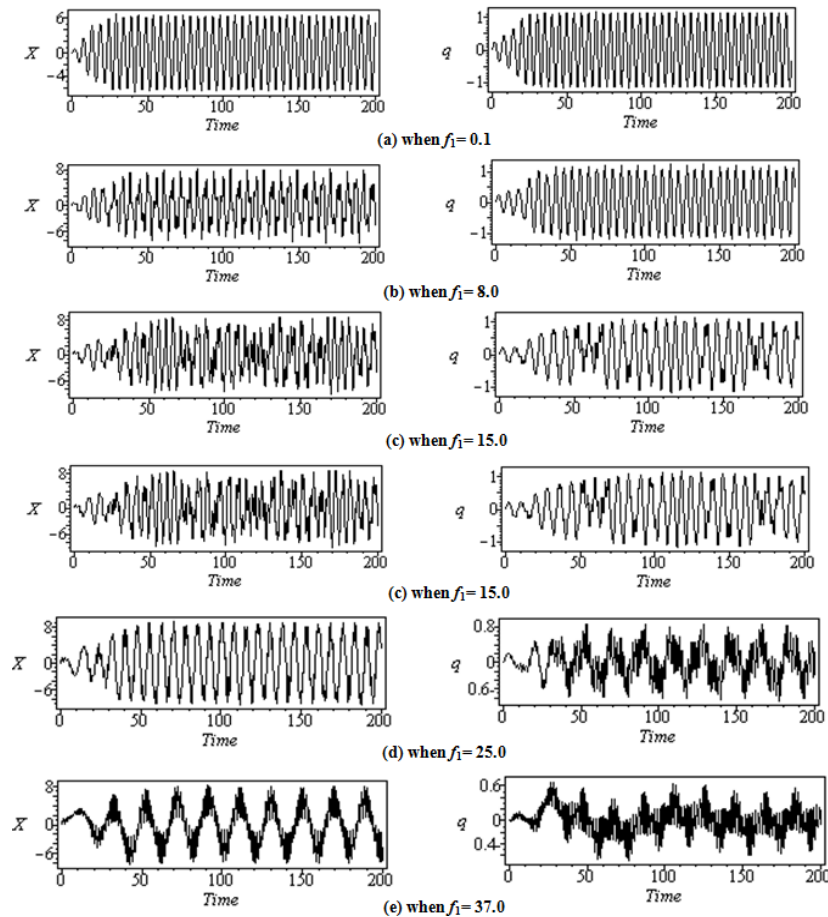 6
X 0
-4
0 50 100 150 200
Time
1
q 0
-1
0 50 100 150 200
Time
(a) when f1= 0.1
8
X 0
-6
0 50 100 150 200
Time
1
q 0
-1
0 50 100 150 200
Time
(b) when f1= 8.0
8
X 0
-6
0 50 100 150 200
Time
1
q 0
-1
0 50 100 150 200
Time
(c) when f1= 15.0
8
X 0
-6
0 50 100 150 200
Time
1
q 0
-1
0 50 100 150 200
Time
(c) when f1= 15.0
8
X 0
-6
0 50 100 150 200
Time
0.8
q 0
0.6
0 50 100 150 200
Time
(d) when f1= 25.0
8
X 0
-6
0 50 100 150 200
Time
0.6
q 0
0.4
0 50 100 150 200
Time
(e) when f1= 37.0